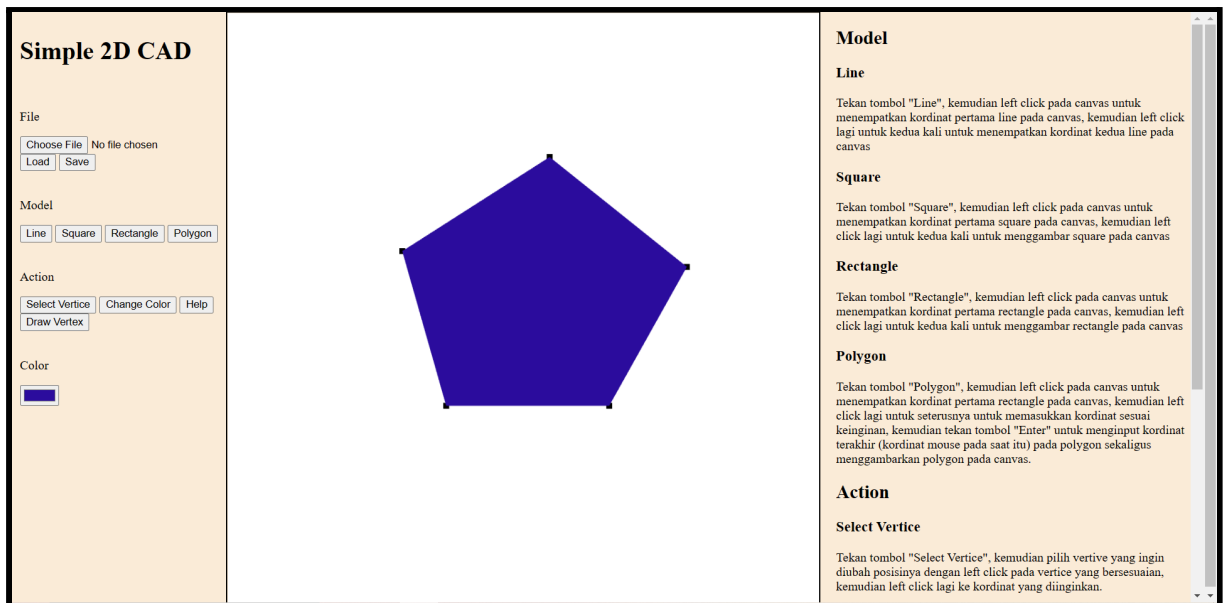 Simple 2D CAD
File
Choose File No file chosen
Load Save
Model
Line Square Rectangle Polygon
Action
Select Vertice Change Color Help
Draw Vertex
Color
Model
Line
Tekan tombol "Line", kemudian left click pada canvas untuk
menempatkan kordinat pertama line pada canvas, kemudian left click
lagi untuk kedua kali untuk menempatkan kordinat kedua line pada
canvas
Square
Tekan tombol "Square", kemudian left click pada canvas untuk
menempatkan kordinat pertama square pada canvas, kemudian left
click lagi untuk kedua kali untuk menggambar square pada canvas
Rectangle
Tekan tombol "Rectangle", kemudian left click pada canvas untuk
menempatkan kordinat pertama rectangle pada canvas, kemudian left
click lagi untuk kedua kali untuk menggambar rectangle pada canvas
Polygon
Tekan tombol "Polygon", kemudian left click pada canvas untuk
menempatkan kordinat pertama rectangle pada canvas, kemudian left
click lagi untuk seterusnya untuk memasukkan kordinat sesuai
keinginan, kemudian tekan tombol "Enter" untuk menginput kordinat
terakhir (kordinat mouse pada saat itu) pada polygon sekaligus
menggambarkan polygon pada canvas.
Action
Select Vertice
Tekan tombol "Select Vertice", kemudian pilih vertive yang ingin
diubah posisinya dengan left click pada vertice yang bersesuaian,
kemudian left click lagi ke kordinat yang diinginkan.